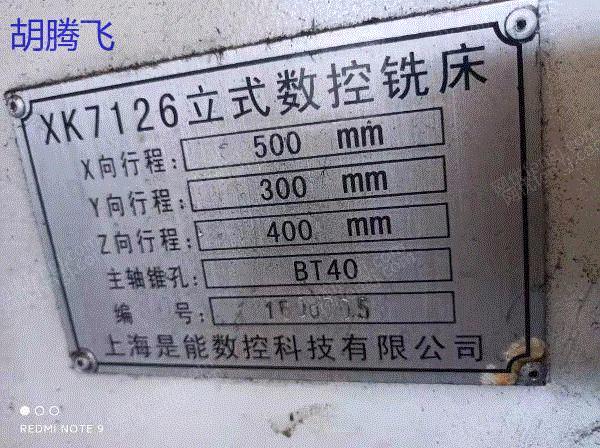 胡腾飞
XK7126立式数控铣床
X向行程: 500 mm
Y向行程: 300 mm
Z向行程: 400 mm
主轴锥孔: BT40
编 号:
上海是能数控科技有限公司
REDMI NOTE 9